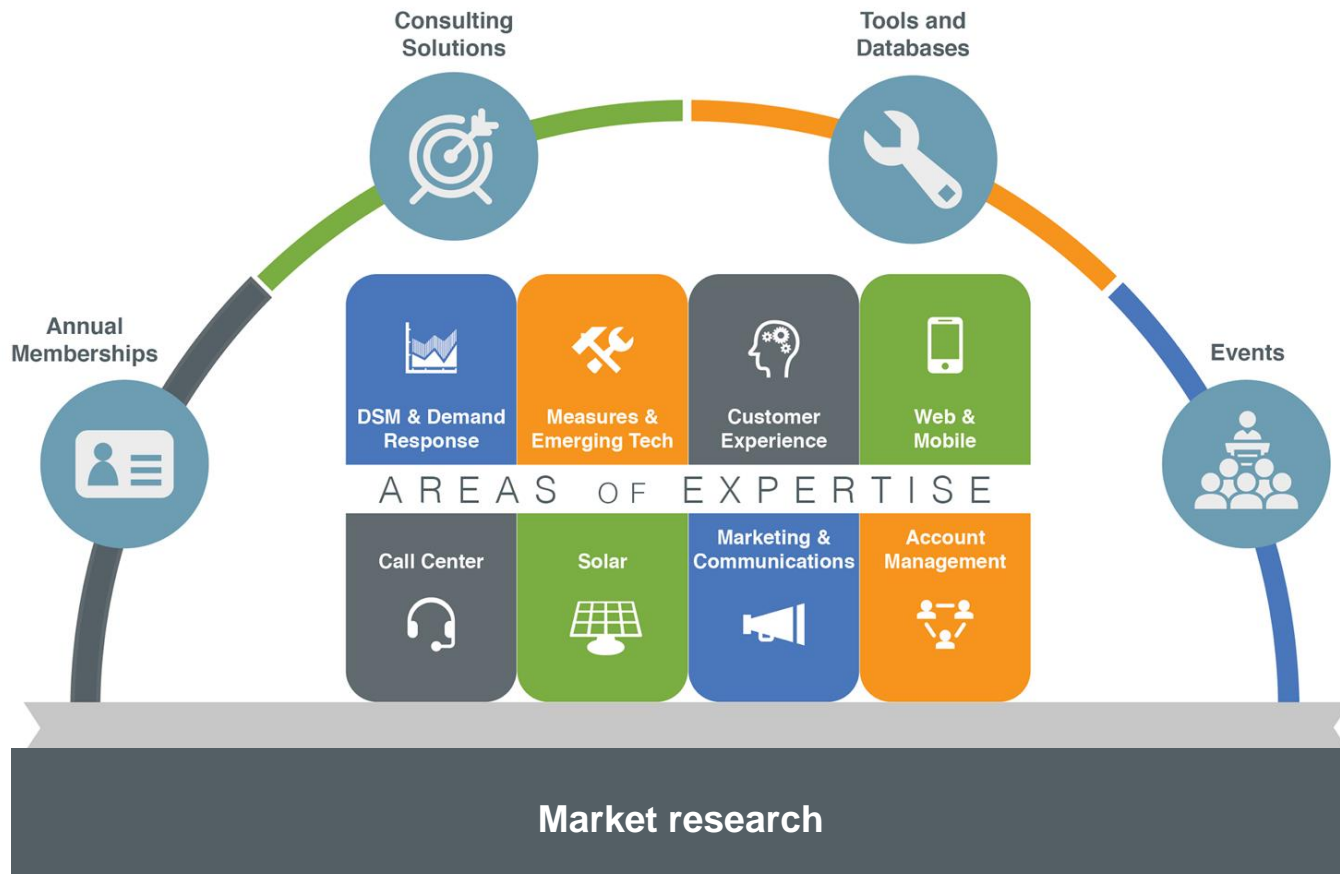 Consulting
Solutions
Tools and
Databases
Annual
Memberships
Events
DSM & Demand
Response
Measures &
Emerging Tech
Customer
Experience
Web &
Mobile
AREAS OF EXPERTISE
Call Center
Solar
Marketing &
Communications
Account
Management
Market research